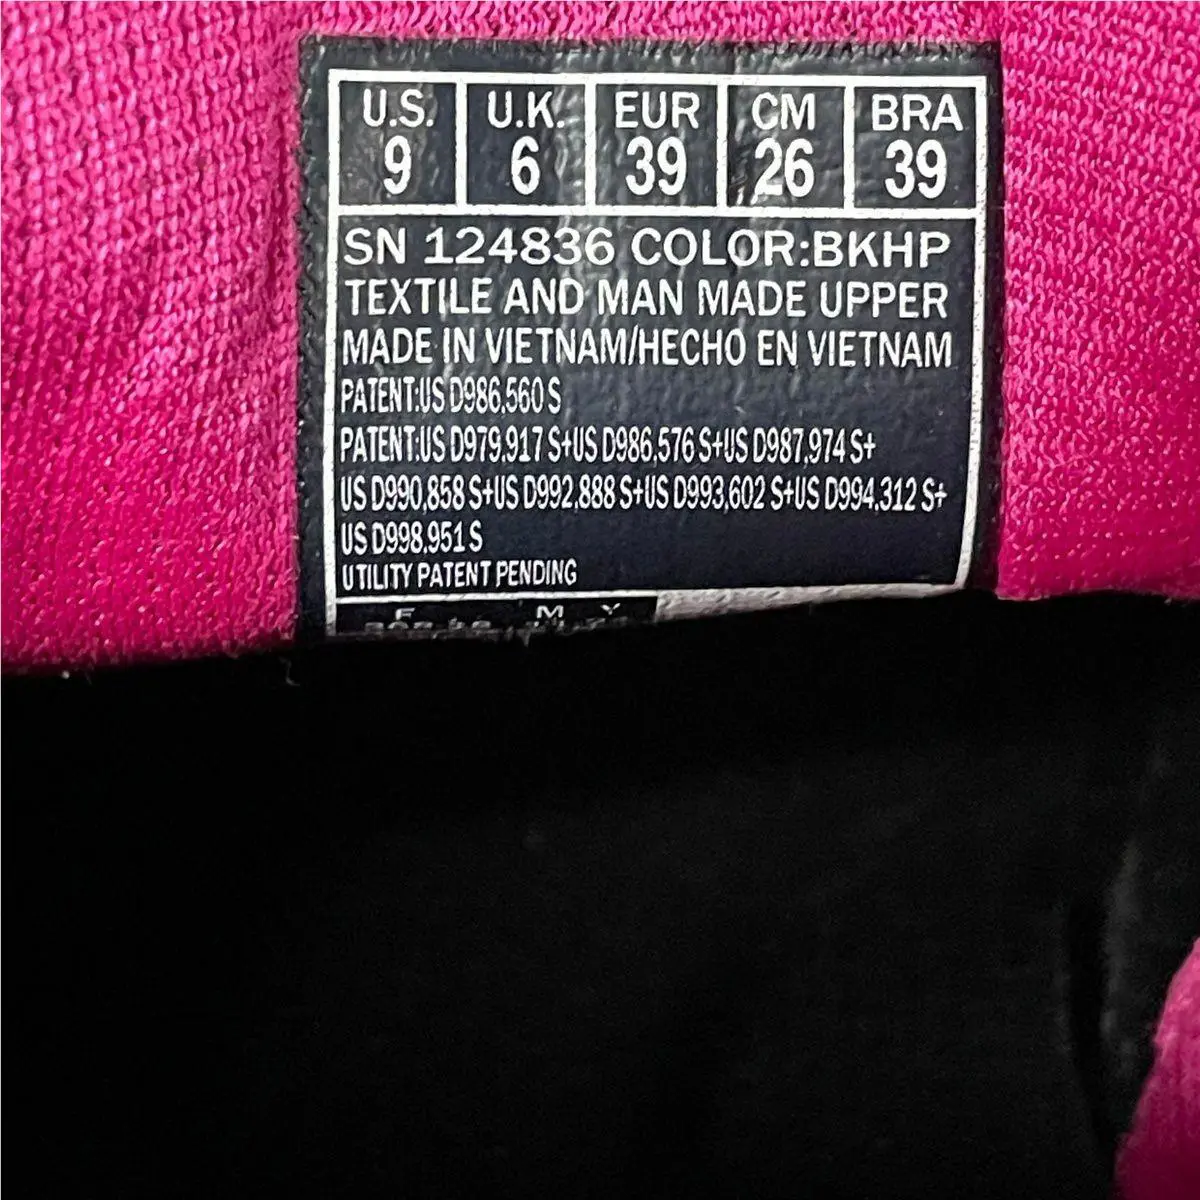 U.S. U.K. EUR CM BRA
9 6 39 26 39
SN 124836 COLOR:BKHP
TEXTILE AND MAN MADE UPPER
MADE IN VIETNAM/HECHO EN VIETNAM
PATENT:US D986,560 S
PATENT:US D979,917 S+US D986,576 S+US D987,974 S+
US D990,858 S+US D992,888 S+US D993,602 S+US D994,312 S+
US D998,951 S
UTILITY PATENT PENDING
F M Y